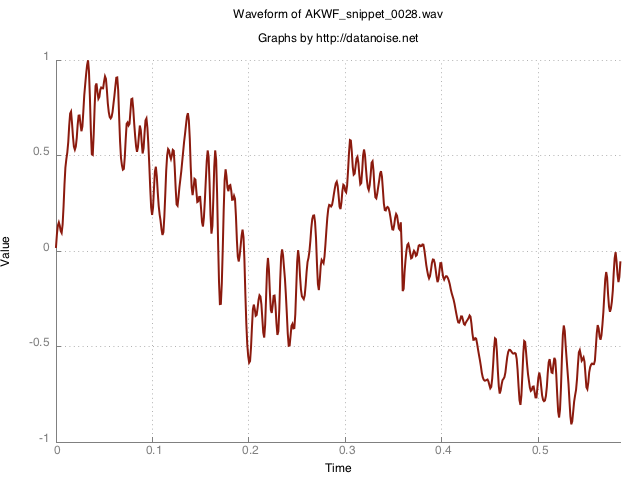 Waveform of AKWF_snippet_0028.wav
Graphs by http://datanoise.net
1
0.5
0
-0.5
-1
Value
0 0.1 0.2 0.3 0.4 0.5
Time